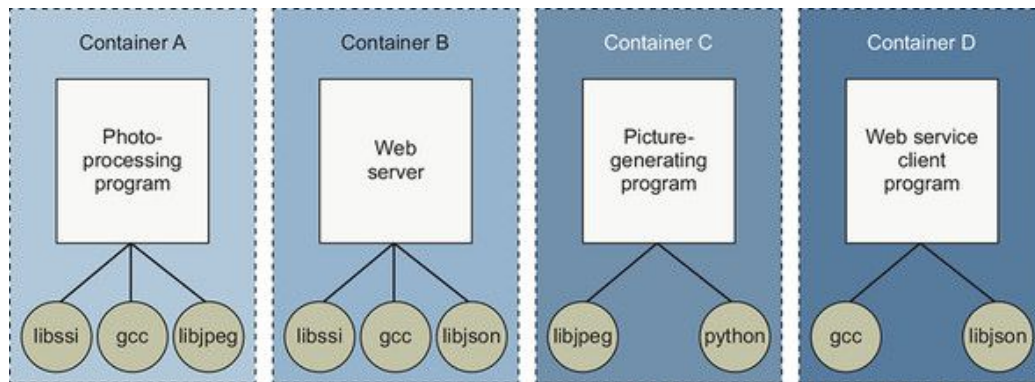 Container A
Photo-
processing
program
libssi
gcc
libjpeg
Container B
Web
server
libssi
gcc
libjson
Container C
Picture-
generating
program
libjpeg
python
Container D
Web service
client
program
gcc
libjson